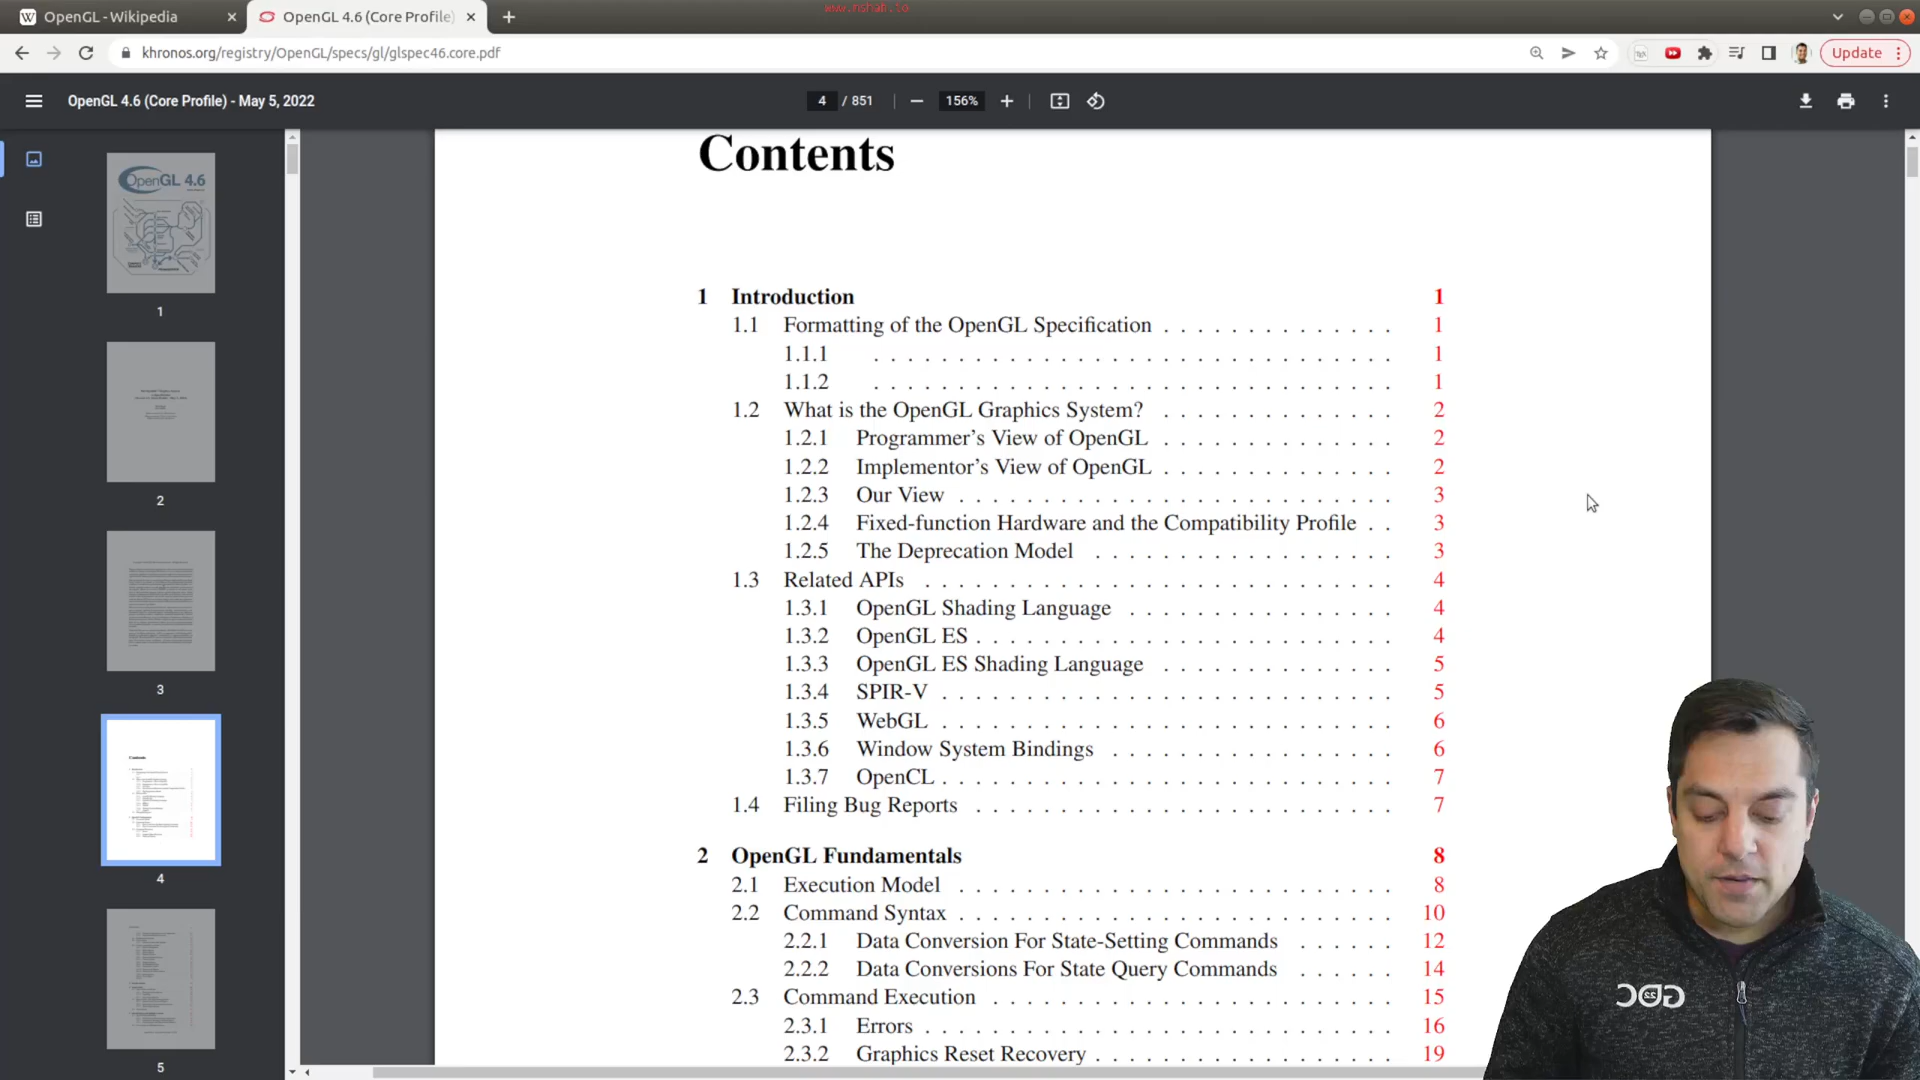 OpenGL - Wikipedia
OpenGL 4.6 (Core Profile)
www.mshah.io
khronos.org/registry/OpenGL/specs/gl/glspec46.core.pdf
Update
OpenGL 4.6 (Core Profile) - May 5, 2022
4 / 851
156%
OpenGL 4.6
1
2
3
Contents
4
5
Contents
1 Introduction 1
1.1 Formatting of the OpenGL Specification . . . . . . . . . . . . . . 1
1.1.1 . . . . . . . . . . . . . . . . . . . . . . . . . . . . . . . 1
1.1.2 . . . . . . . . . . . . . . . . . . . . . . . . . . . . . . . 1
1.2 What is the OpenGL Graphics System? . . . . . . . . . . . . . . 2
1.2.1 Programmer's View of OpenGL . . . . . . . . . . . . . . 2
1.2.2 Implementor's View of OpenGL . . . . . . . . . . . . . . 2
1.2.3 Our View . . . . . . . . . . . . . . . . . . . . . . . . . . 3
1.2.4 Fixed-function Hardware and the Compatibility Profile . . 3
1.2.5 The Deprecation Model . . . . . . . . . . . . . . . . . . 3
1.3 Related APIs . . . . . . . . . . . . . . . . . . . . . . . . . . . . 4
1.3.1 OpenGL Shading Language . . . . . . . . . . . . . . . . 4
1.3.2 OpenGL ES . . . . . . . . . . . . . . . . . . . . . . . . . 4
1.3.3 OpenGL ES Shading Language . . . . . . . . . . . . . . 5
1.3.4 SPIR-V . . . . . . . . . . . . . . . . . . . . . . . . . . . 5
1.3.5 WebGL . . . . . . . . . . . . . . . . . . . . . . . . . . . 6
1.3.6 Window System Bindings . . . . . . . . . . . . . . . . . 6
1.3.7 OpenCL . . . . . . . . . . . . . . . . . . . . . . . . . . . 7
1.4 Filing Bug Reports . . . . . . . . . . . . . . . . . . . . . . . . . 7
2 OpenGL Fundamentals 8
2.1 Execution Model . . . . . . . . . . . . . . . . . . . . . . . . . . 8
2.2 Command Syntax . . . . . . . . . . . . . . . . . . . . . . . . . . 10
2.2.1 Data Conversion For State-Setting Commands . . . . . . 12
2.2.2 Data Conversions For State Query Commands . . . . . . 14
2.3 Command Execution . . . . . . . . . . . . . . . . . . . . . . . . 15
2.3.1 Errors . . . . . . . . . . . . . . . . . . . . . . . . . . . . 16
2.3.2 Graphics Reset Recovery . . . . . . . . . . . . . . . . . . 19
GDC 22